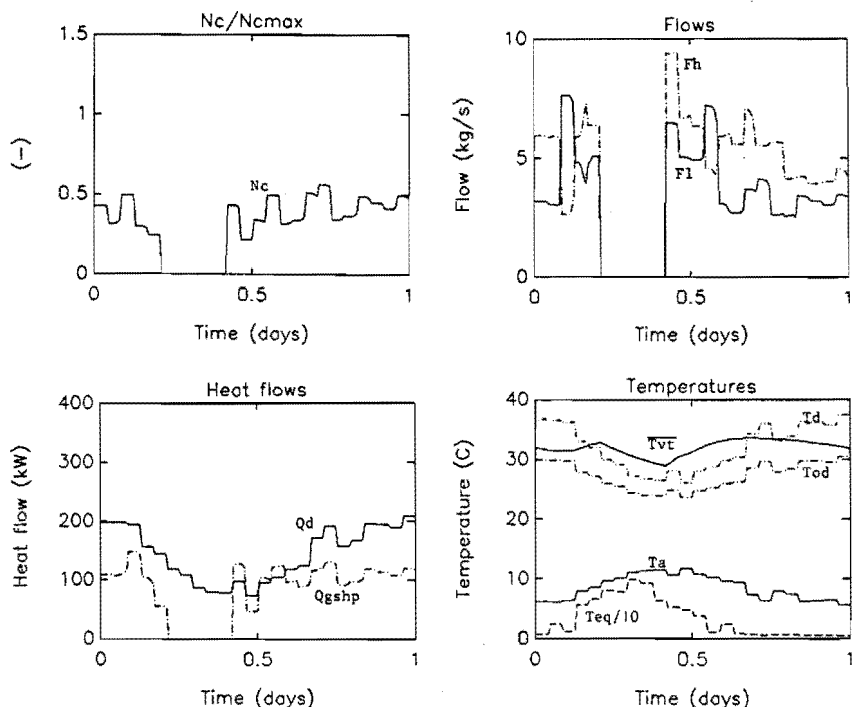 Nc/Ncmax
1.5
1
0.5
0
(-)
Nc
0 0.5 1
Time (days)
Flows
10
5
0
Flow (kg/s)
Fh
Fl
0 0.5 1
Time (days)
Heat flows
400
300
200
100
0
Heat flow (kW)
Qd
Qgshp
0 0.5 1
Time (days)
Temperatures
40
30
20
10
0
Temperature (C)
Td
Tvt
Tod
Ta
Teq/10
0 0.5 1
Time (days)